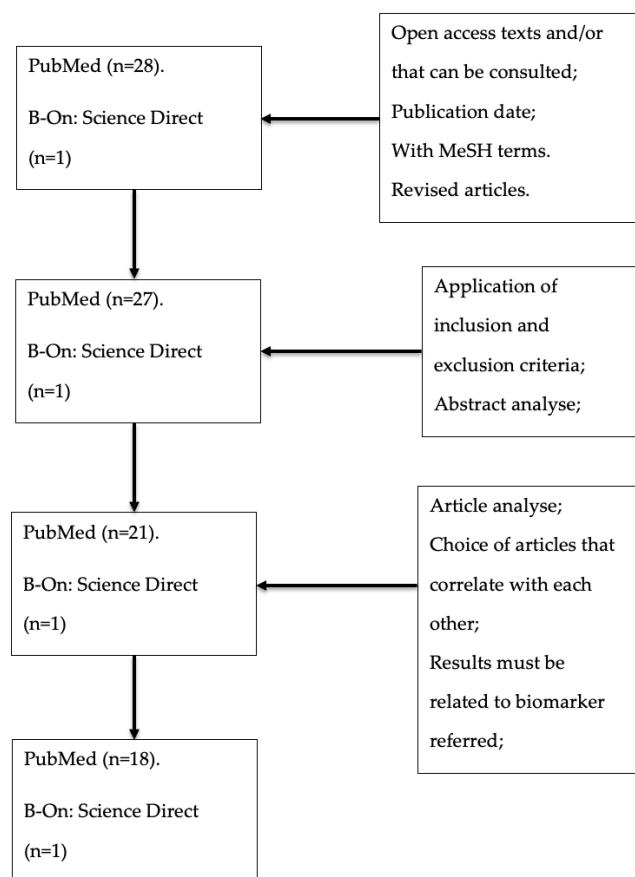 PubMed (n=28).
B-On: Science Direct
(n=1)
Open access texts and/or
that can be consulted;
Publication date;
With MeSH terms.
Revised articles.
PubMed (n=27).
B-On: Science Direct
(n=1)
Application of
inclusion and
exclusion criteria;
Abstract analyse;
PubMed (n=21).
B-On: Science Direct
(n=1)
Article analyse;
Choice of articles that
correlate with each
other;
Results must be
related to biomarker
referred;
PubMed (n=18).
B-On: Science Direct
(n=1)